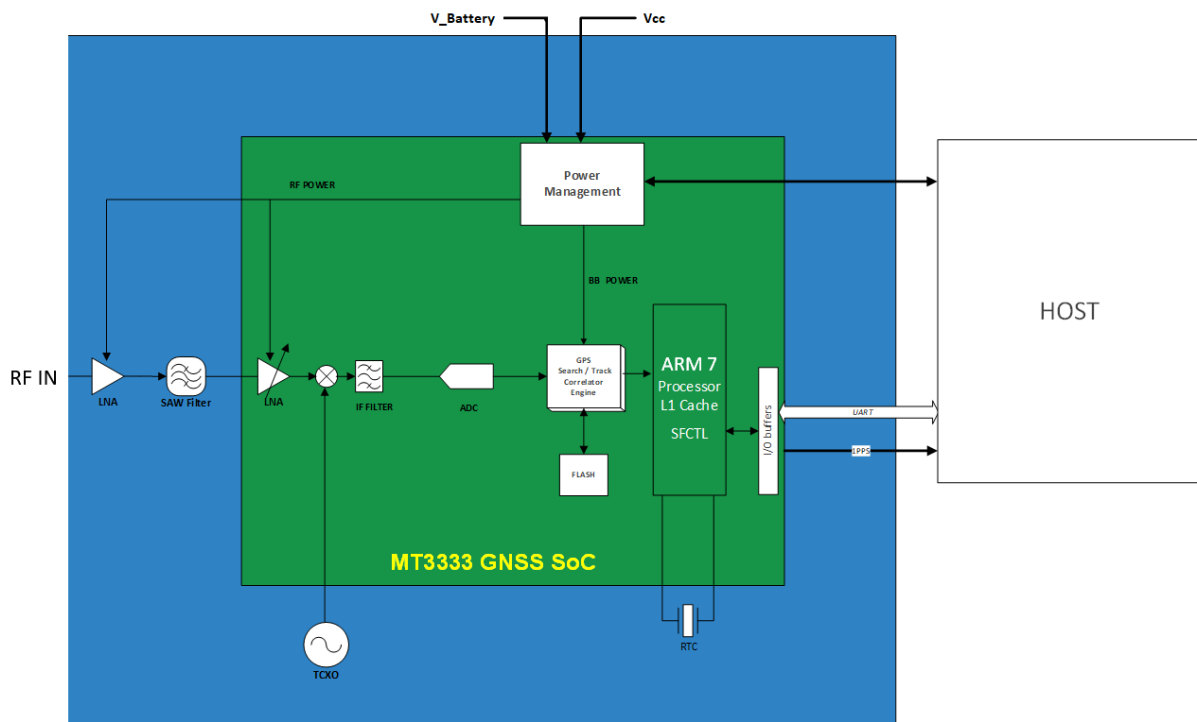 V_Battery
Vcc
Power
Management
RF POWER
BB POWER
HOST
RF IN
LNA
SAW Filter
LNA
IF FILTER
ADC
GPS
Search / Track
Correlator
Engine
ARM 7
Processor
L1 Cache
SFCTL
I/O buffers
UART
1PPS
FLASH
MT3333 GNSS SoC
TCXO
RTC